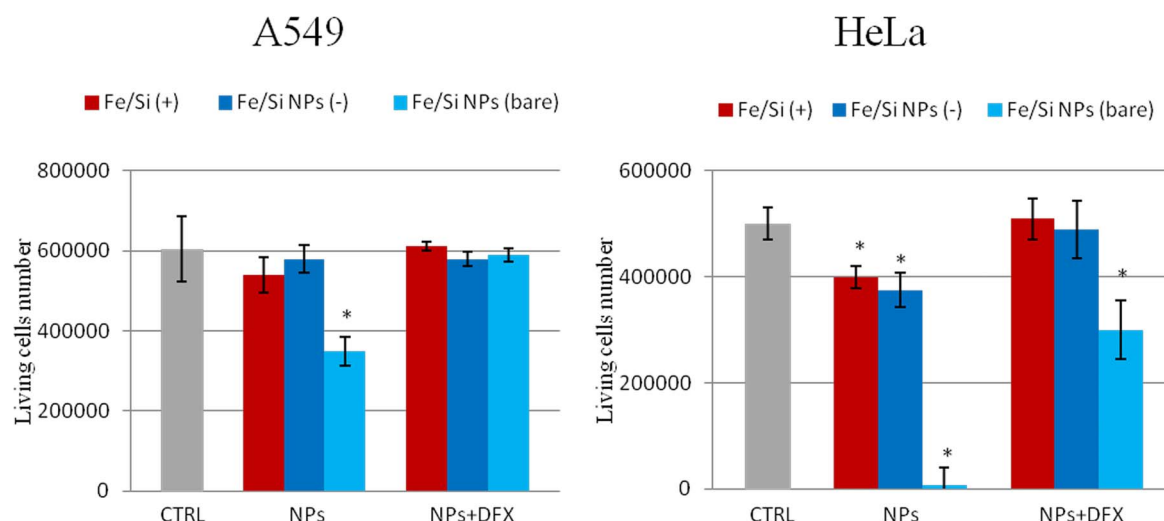 A549
Fe/Si (+) Fe/Si NPs (-) Fe/Si NPs (bare)
Living cells number
800000
600000
400000
200000
0
*
CTRL NPs NPs+DFX
HeLa
Fe/Si (+) Fe/Si NPs (-) Fe/Si NPs (bare)
Living cells number
600000
400000
200000
0
* * * *
CTRL NPs NPs+DFX